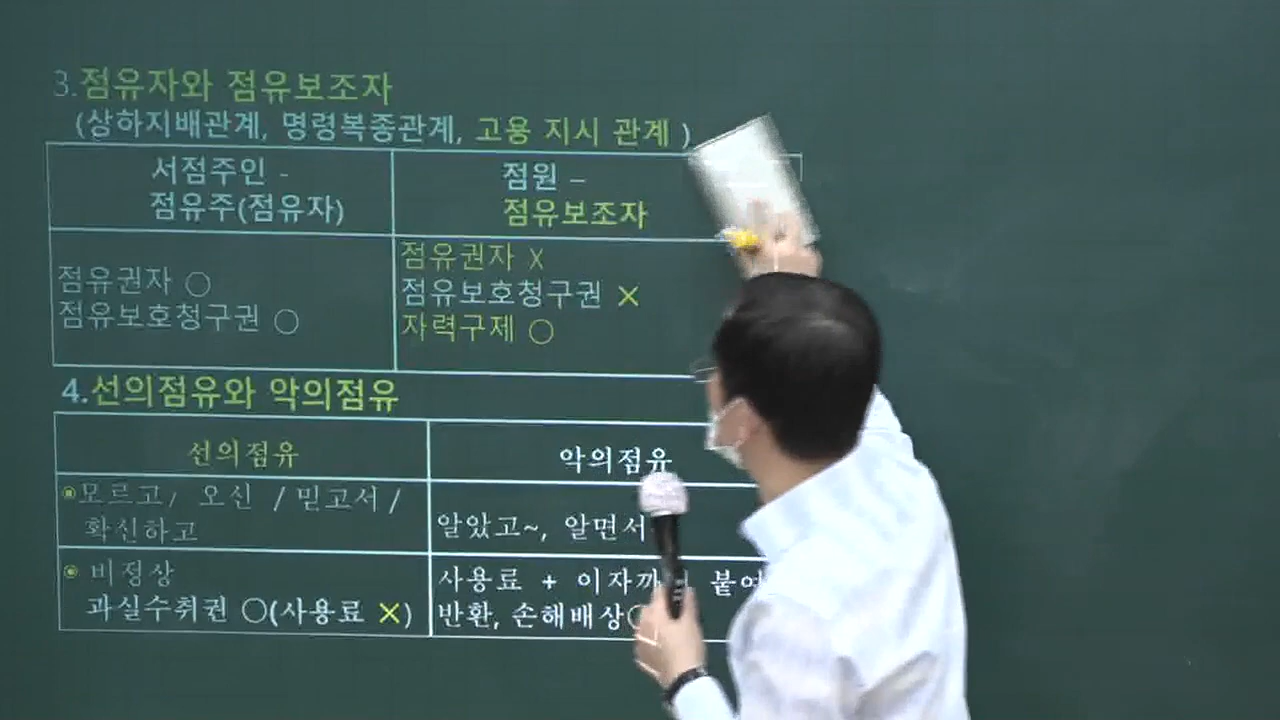 3.점유자와 점유보조자
(상하지배관계, 명령복종관계, 고용 지시 관계 )
서점주인 -
점유주(점유자)
점원 –
점유보조자
점유권자 ○
점유보호청구권 ○
점유권자 X
점유보호청구권 X
자력구제 ○
4.선의점유와 악의점유
선의점유
악의점유
◉모르고, 오신 / 믿고서 /
확신하고
알았고~, 알면서
◉ 비정상
과실수취권 ○(사용료 X)
사용료 + 이자까지 붙여
반환, 손해배상○